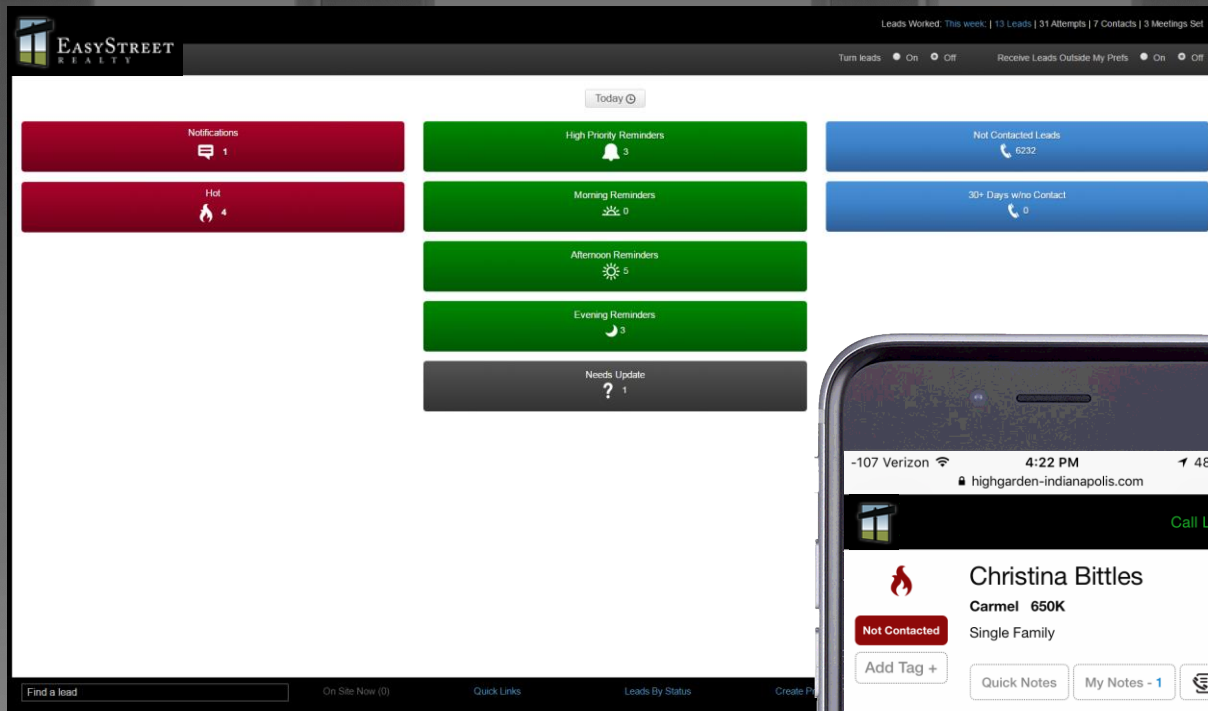 EASYSTREET
REALTY
Leads Worked: This week: | 13 Leads | 31 Attempts | 7 Contacts | 3 Meetings Set
Turn leads On Off Receive Leads Outside My Prefs On Off
Today
Notifications
1
High Priority Reminders
3
Not Contacted Leads
6232
Hot
4
Morning Reminders
0
30+ Days w/no Contact
0
Afternoon Reminders
5
Evening Reminders
3
Needs Update
? 1
-107 Verizon 4:22 PM 48
highgarden-indianapolis.com
Call L
Christina Bittles
Carmel 650K
Not Contacted
Single Family
Add Tag +
Quick Notes My Notes - 1
Find a lead On Site Now (0) Quick Links Leads By Status Create Pr